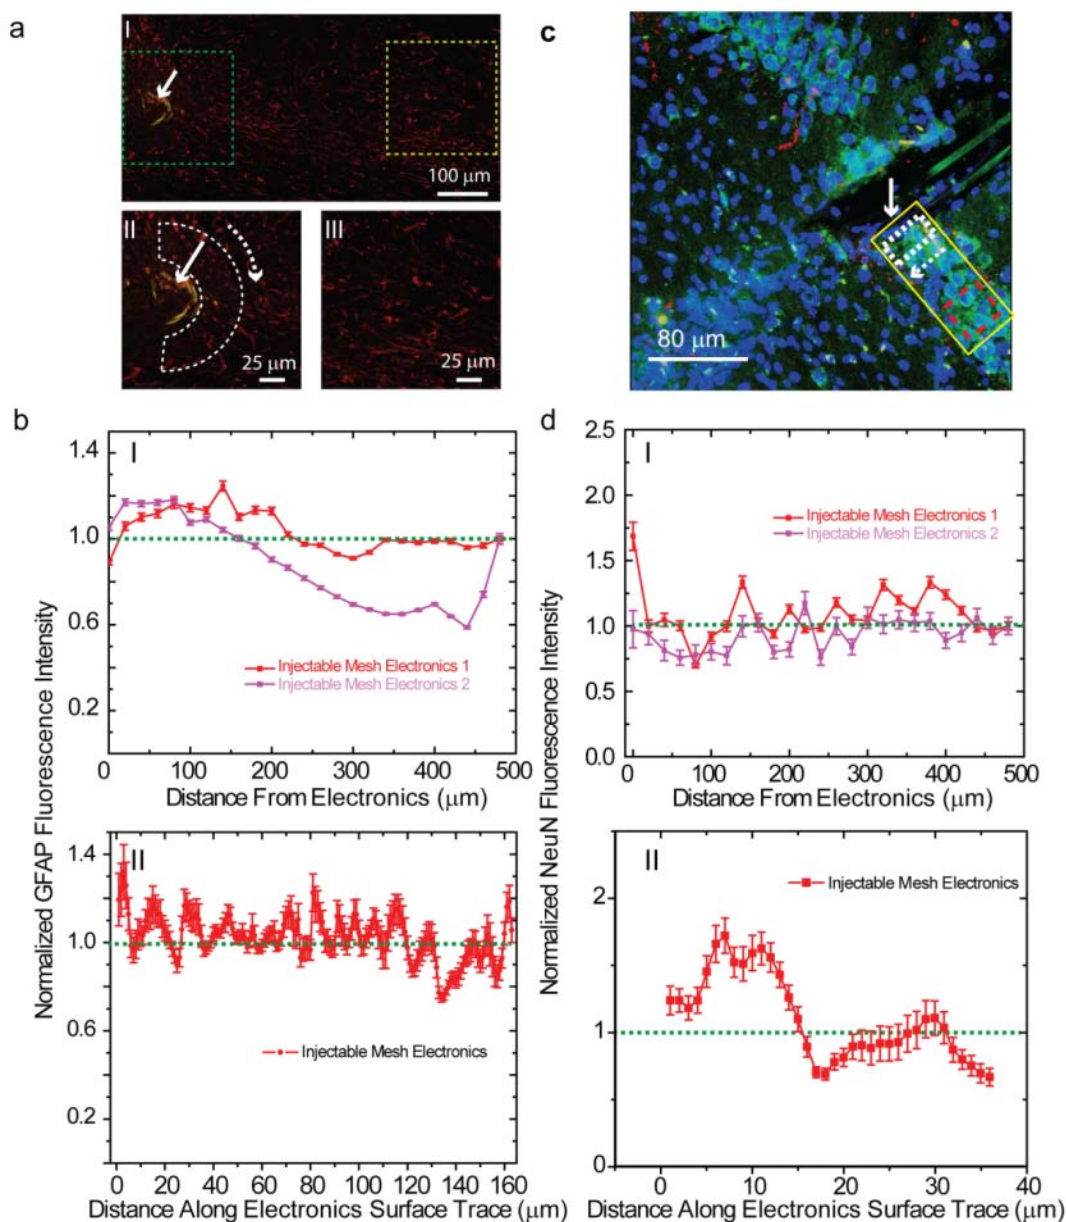 a
I
100 μm
II
25 μm
III
25 μm
c
80 μm
b
Normalized GFAP Fluorescence Intensity
I
1.4
1.0
0.6
0.2
Injectable Mesh Electronics 1
Injectable Mesh Electronics 2
0 100 200 300 400 500
Distance From Electronics (μm)
II
1.4
1.0
0.6
0.2
Injectable Mesh Electronics
0 20 40 60 80 100 120 140 160
Distance Along Electronics Surface Trace (μm)
d
Normalized NeuN Fluorescence Intensity
I
2.5
2.0
1.5
1.0
0.5
0.0
Injectable Mesh Electronics 1
Injectable Mesh Electronics 2
0 100 200 300 400 500
Distance From Electronics (μm)
II
2
1
0
Injectable Mesh Electronics
0 10 20 30 40
Distance Along Electronics Surface Trace (μm)